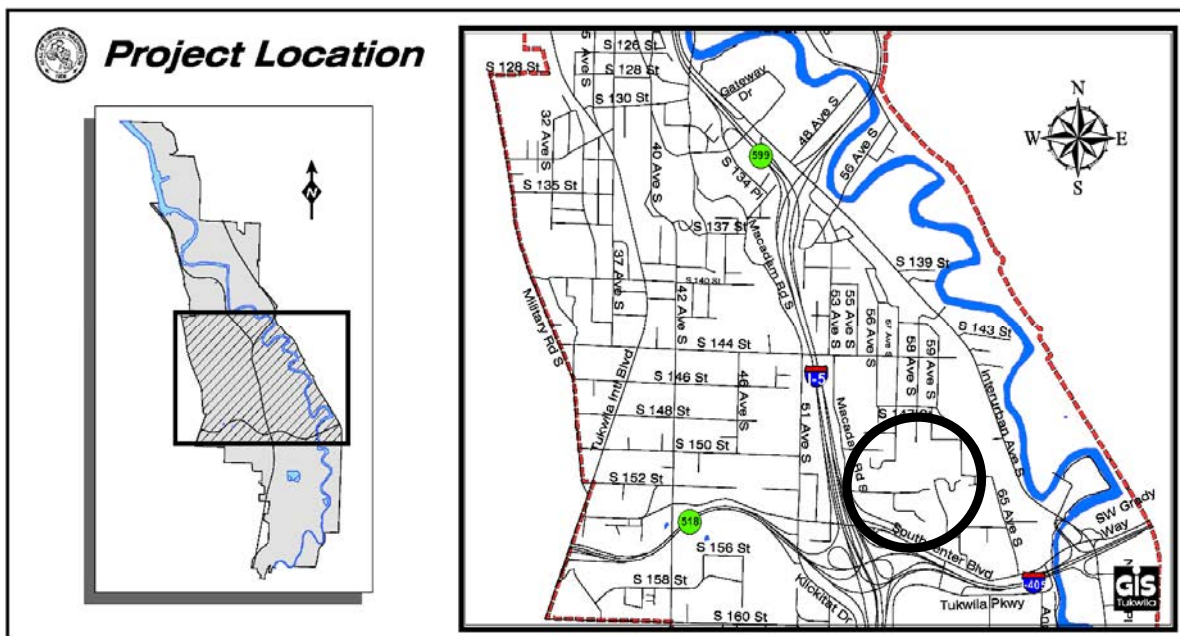 Project Location
N
S 126 St
S 128 St
S 128 St
S 130 St
Gateway
Dr
48 Ave S
56 Ave S
32 Ave S
40 Ave S
599
S 134 Pl
S 135 St
S 137 St
Macadam Rd S
37 Ave S
S 140 St
42 Ave S
S 139 St
Military Rd S
Tukwila Intl Blvd
53 Ave S
55 Ave S
56 Ave S
57 Ave S
58 Ave S
59 Ave S
S 143 St
S 144 St
I-5
S 146 St
46 Ave S
Interurban Ave S
S 148 St
51 Ave S
S 147 St
S 150 St
S 152 St
65 Ave S
SW Grady
Way
518
Southcenter Blvd
S 156 St
S 158 St
Klickitat Dr
I-405
Tukwila Pkwy
S 160 St
N
W
E
S
GIS
Tukwila